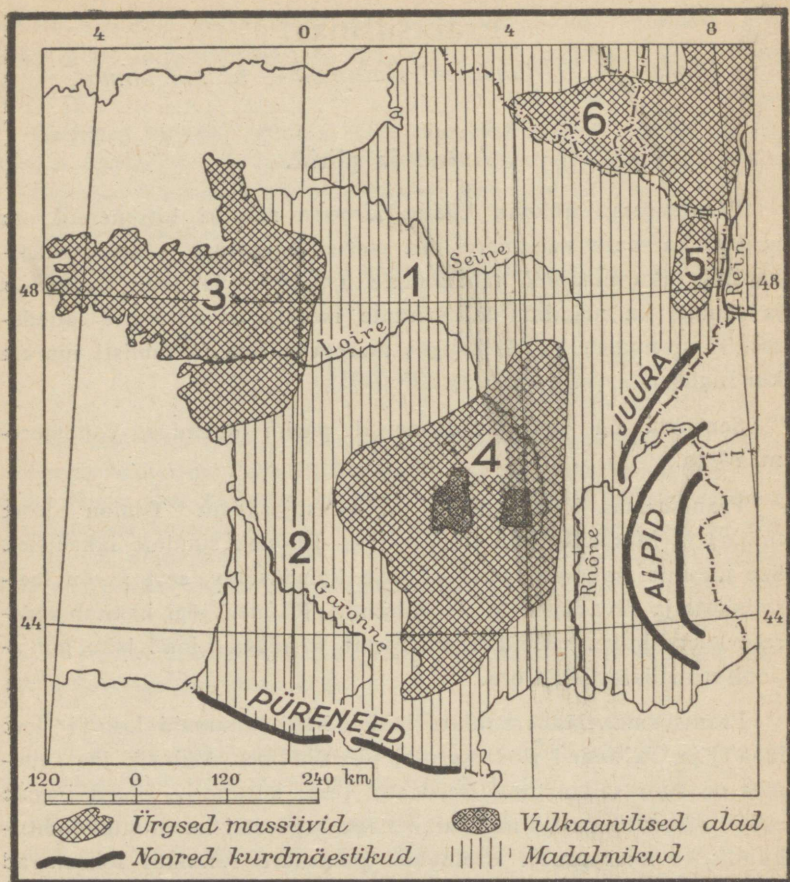 4 0 4 8
6
5
Rein
Seine
1
3
48 48
Loire
JUURA
4
ALPID
Rhône
2
Garonne
44 44
PÜRENEED
120 0 120 240 km
Ürgsed massiivid Vulkaanilised alad
Noored kurdmäestikud Madalmikud